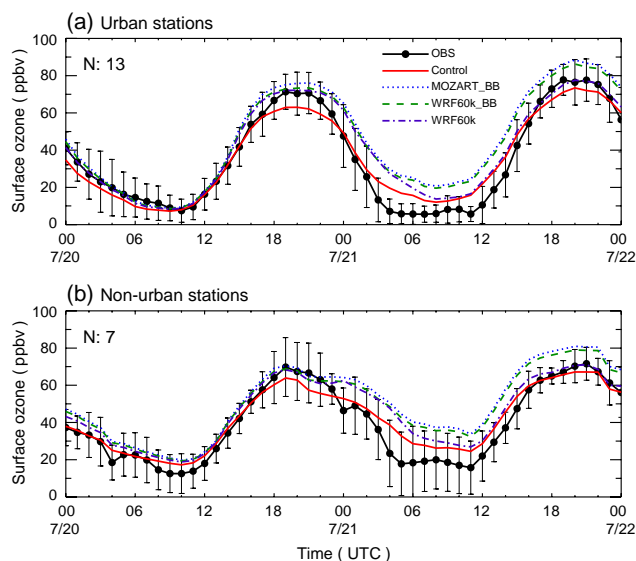 (a) Urban stations
N: 13
OBS
Control
MOZART_BB
WRF60k_BB
WRF60k
Surface ozone ( ppbv )
100
80
60
40
20
0
00 06 12 18 00 06 12 18 00
7/20 7/21 7/22
(b) Non-urban stations
N: 7
Surface ozone ( ppbv )
100
80
60
40
20
0
00 06 12 18 00 06 12 18 00
7/20 7/21 7/22
Time ( UTC )